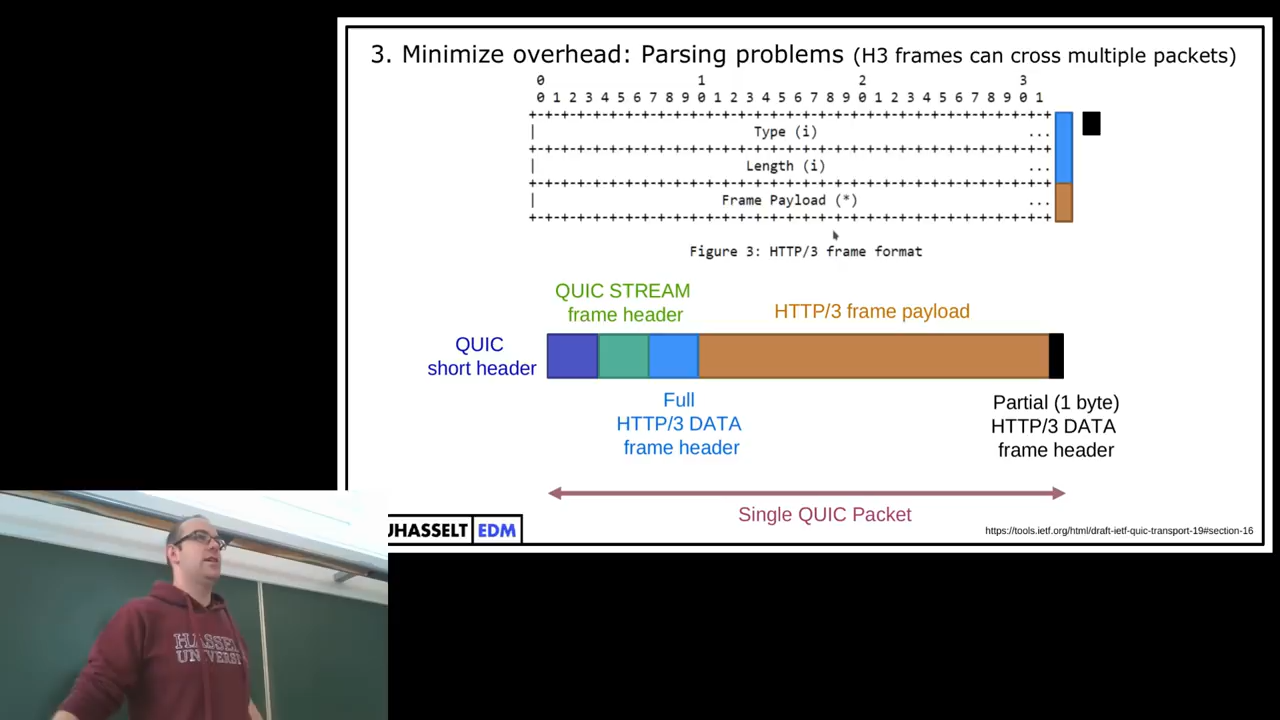 3. Minimize overhead: Parsing problems (H3 frames can cross multiple packets)
0 1 2 3
0 1 2 3 4 5 6 7 8 9 0 1 2 3 4 5 6 7 8 9 0 1 2 3 4 5 6 7 8 9 0 1
+-+-+-+-+-+-+-+-+-+-+-+-+-+-+-+-+-+-+-+-+-+-+-+-+-+-+-+-+-+-+-+-+
| Type (i) ...
+-+-+-+-+-+-+-+-+-+-+-+-+-+-+-+-+-+-+-+-+-+-+-+-+-+-+-+-+-+-+-+-+
| Length (i) ...
+-+-+-+-+-+-+-+-+-+-+-+-+-+-+-+-+-+-+-+-+-+-+-+-+-+-+-+-+-+-+-+-+
| Frame Payload (*) ...
+-+-+-+-+-+-+-+-+-+-+-+-+-+-+-+-+-+-+-+-+-+-+-+-+-+-+-+-+-+-+-+-+
Figure 3: HTTP/3 frame format
QUIC STREAM
frame header
HTTP/3 frame payload
QUIC
short header
Full
HTTP/3 DATA
frame header
Partial (1 byte)
HTTP/3 DATA
frame header
Single QUIC Packet
UHASSELT EDM
https://tools.ietf.org/html/draft-ietf-quic-transport-19#section-16
HASSEL
UNIVERSI